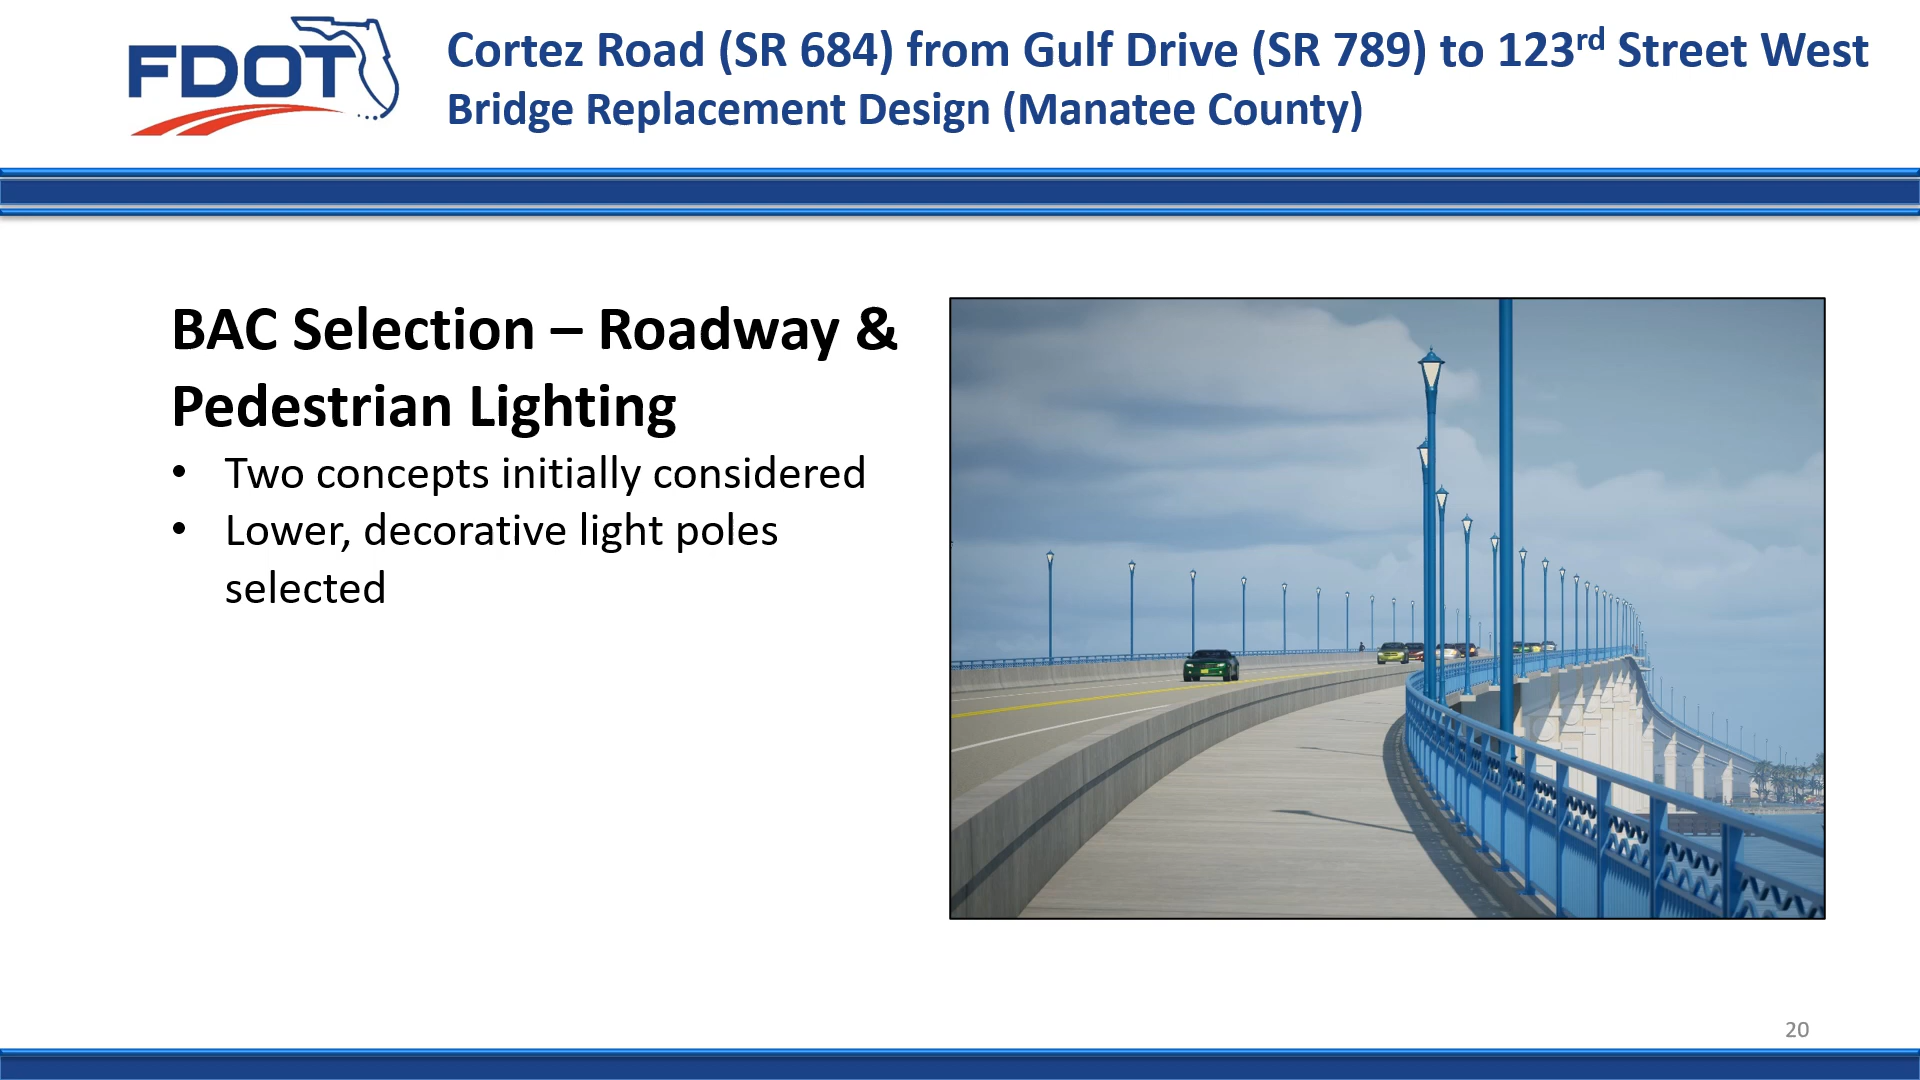 FDOT
Cortez Road (SR 684) from Gulf Drive (SR 789) to 123rd Street West
Bridge Replacement Design (Manatee County)
BAC Selection – Roadway &
Pedestrian Lighting
• Two concepts initially considered
• Lower, decorative light poles
selected
20